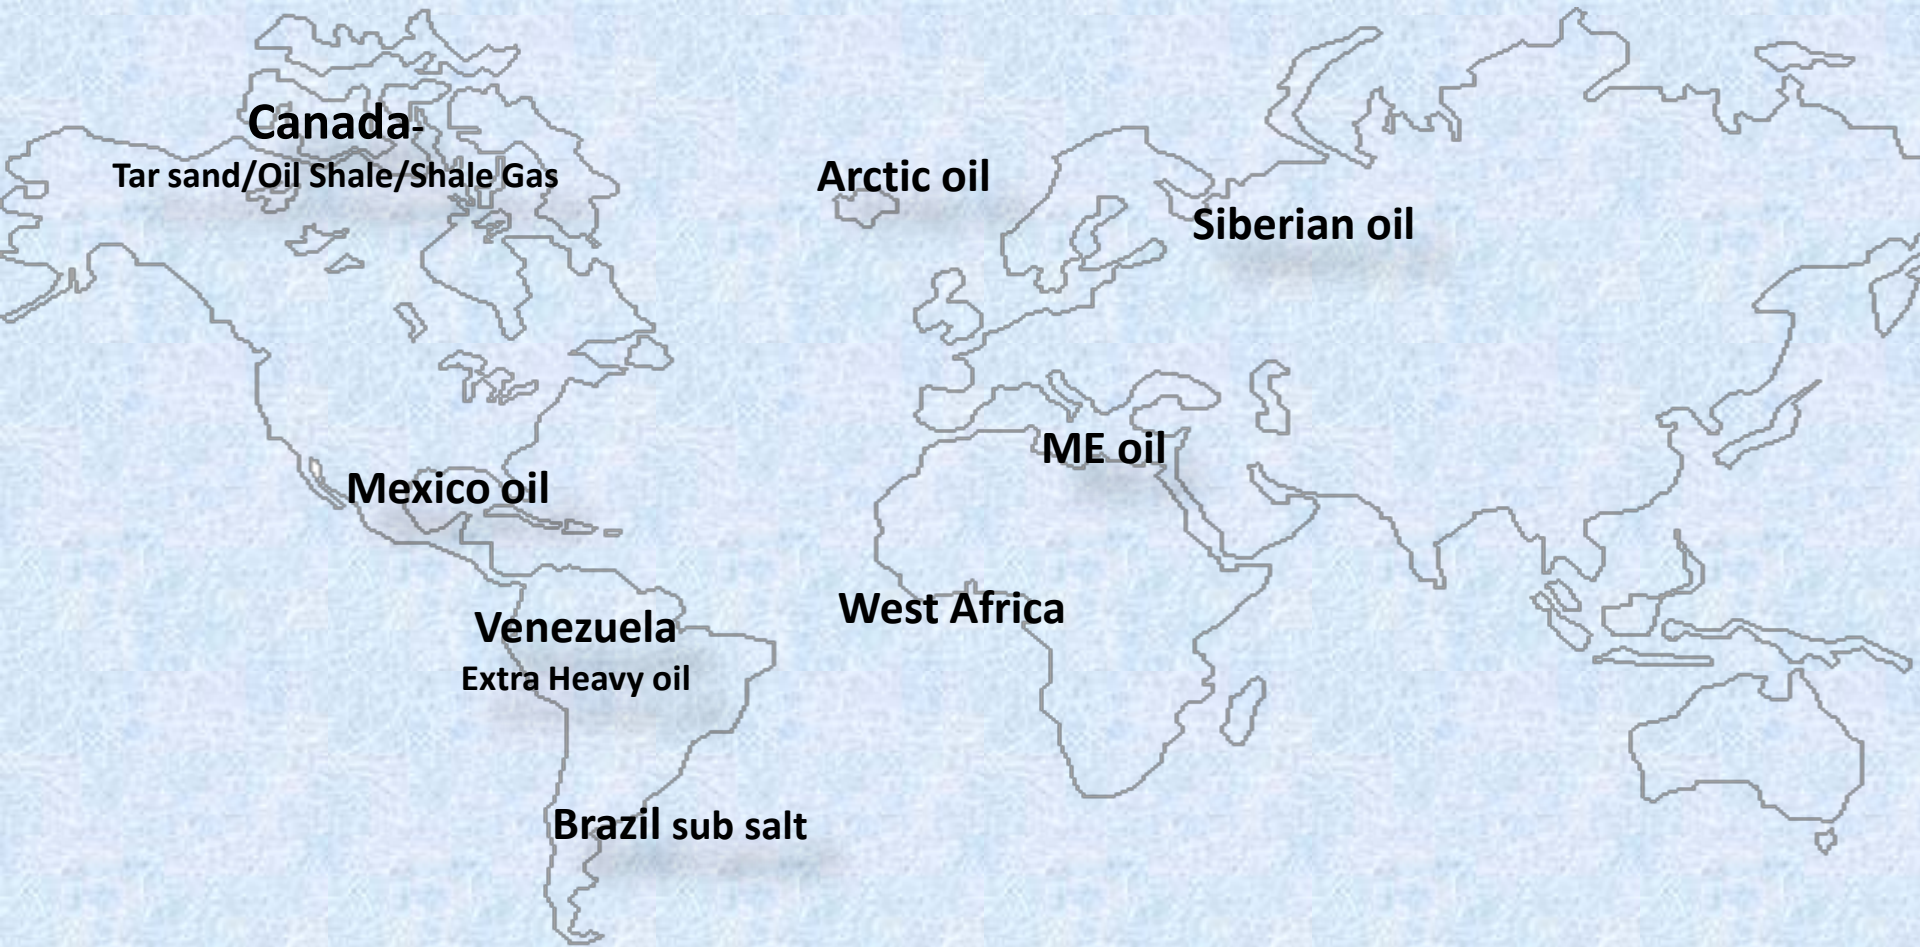 Canada-
Tar sand/Oil Shale/Shale Gas
Arctic oil
Siberian oil
ME oil
Mexico oil
West Africa
Venezuela
Extra Heavy oil
Brazil sub salt